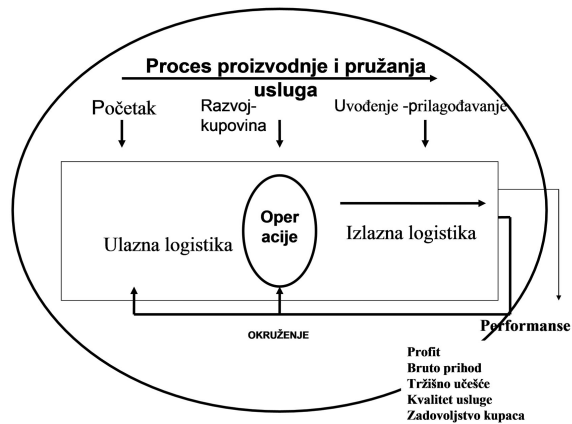 Proces proizvodnje i pružanja
usluga
Početak
Razvoj-
kupovina
Uvođenje -prilagođavanje
Ulazna logistika
Oper
acije
Izlazna logistika
OKRUŽENJE
Performanse
Profit
Bruto prihod
Tržišno učešće
Kvalitet usluge
Zadovoljstvo kupaca